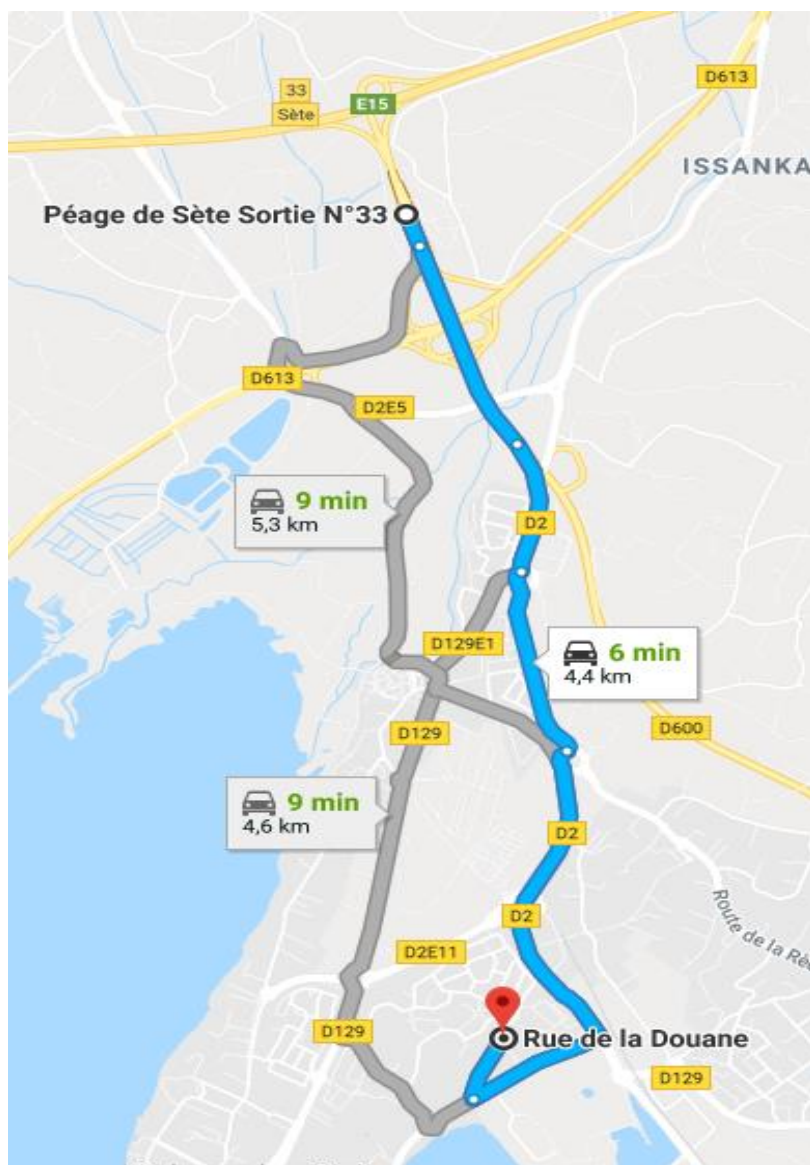 D613
33
E15
Sète
ISSANKA
Péage de Sète Sortie N°33
D613
D2E5
9 min
5,3 km
D2
D129E1
6 min
4,4 km
D129
D600
9 min
4,6 km
D2
Route de la Rè
D2
D2E11
D129
Rue de la Douane
D129